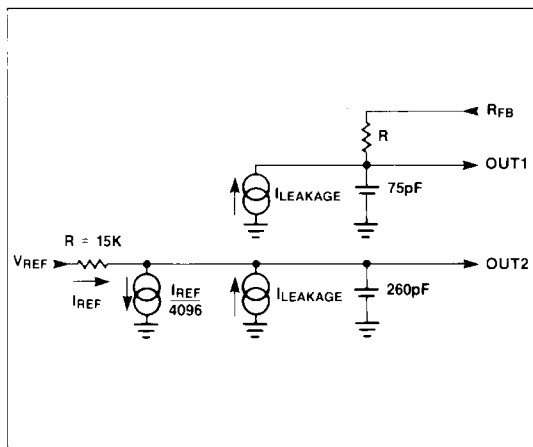 RFB
R
OUT1
ILEAKAGE
75pF
R = 15K
VREF
IREF
IREF
4096
ILEAKAGE
OUT2
260pF